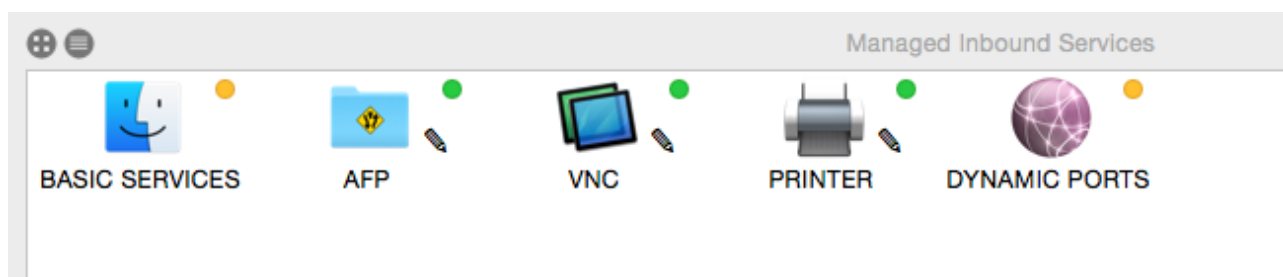 Managed Inbound Services
BASIC SERVICES
AFP
VNC
PRINTER
DYNAMIC PORTS